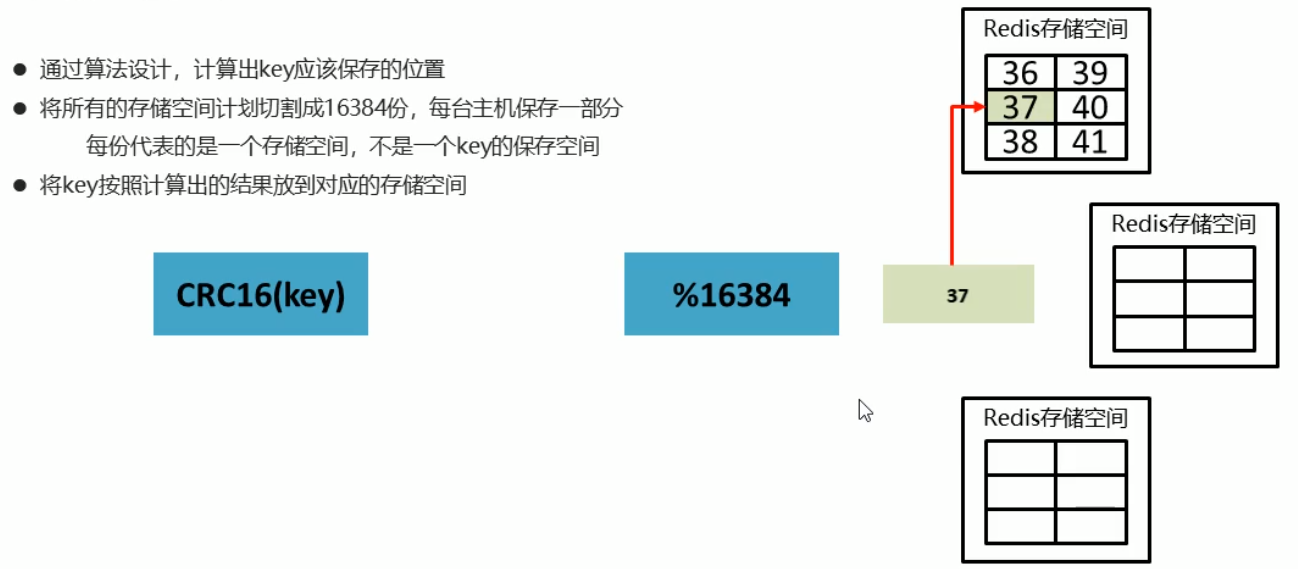 ● 通过算法设计，计算出key应该保存的位置
● 将所有的存储空间计划切割成16384份，每台主机保存一部分
每份代表的是一个存储空间，不是一个key的保存空间
● 将key按照计算出的结果放到对应的存储空间
CRC16(key)
%16384
37
Redis存储空间
36 39
37 40
38 41
Redis存储空间
Redis存储空间